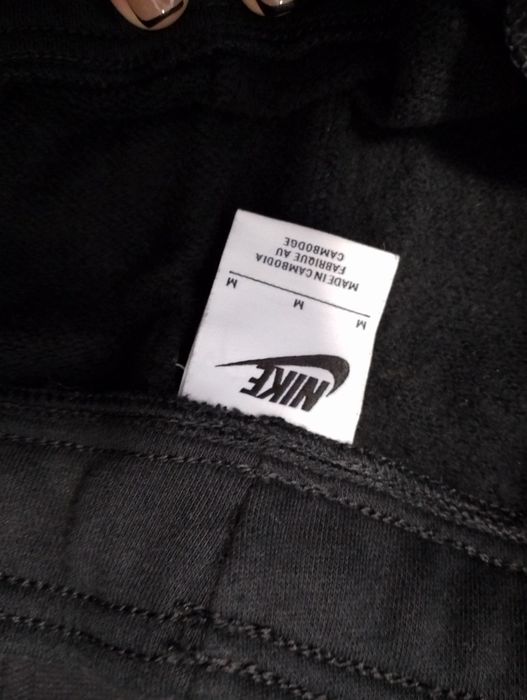 NIKE
M M M
MADE IN CAMBODIA
FABRIQUE AU
CAMBODGE